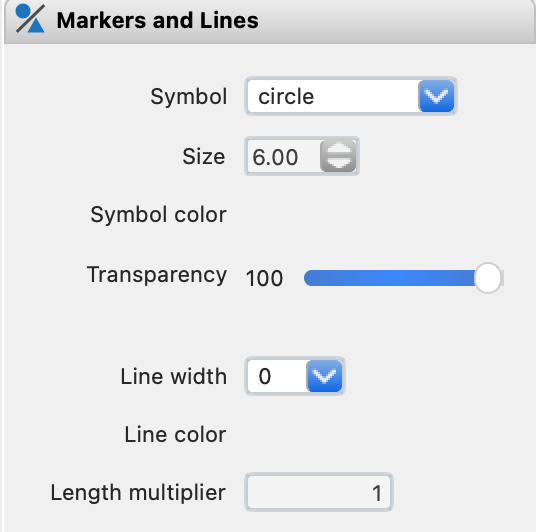 Markers and Lines
Symbol circle
Size 6.00
Symbol color
Transparency 100
Line width 0
Line color
Length multiplier 1